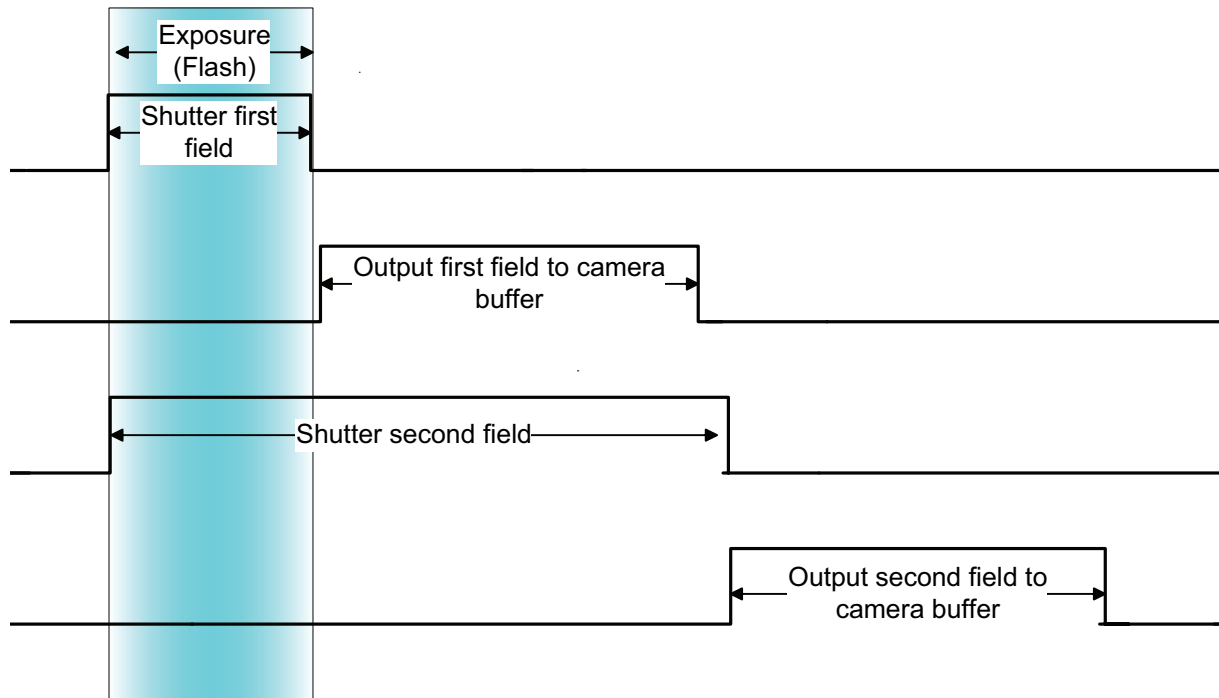 Exposure
(Flash)
Shutter first
field
Output first field to camera
buffer
Shutter second field
Output second field to
camera buffer